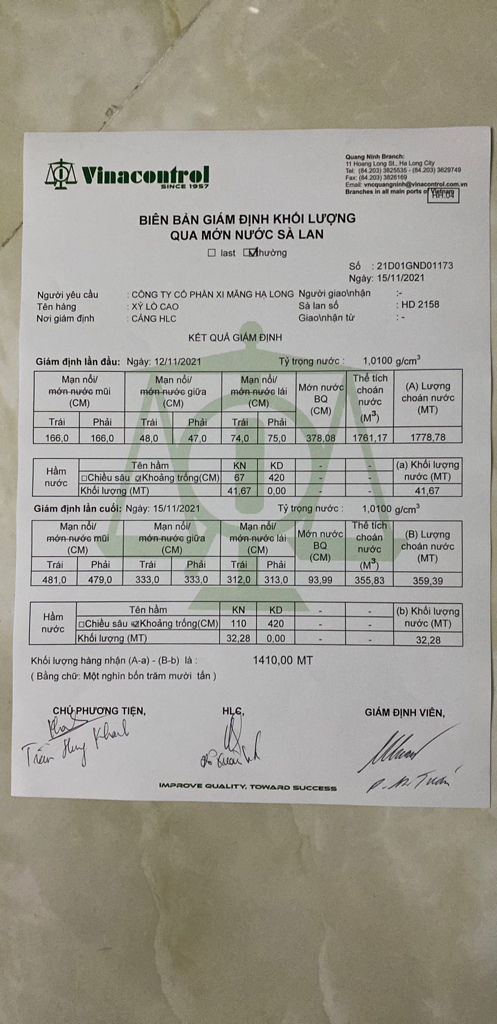 Vinacontrol
SINCE 1957
Quang Ninh Branch:
11 Hoang Long St., Ha Long City
Tel: (84.203) 3825535 - (84.203) 3629749
Fax: (84.203) 3826169
Email: vncquangninh@vinacontrol.com.vn
Branches in all main ports of Vietnam
HH.04
BIÊN BẢN GIÁM ĐỊNH KHỐI LƯỢNG
QUA MỚN NƯỚC SÀ LAN
☐ last ☑ thường
Số : 21D01GND01173
Ngày: 15/11/2021
Người yêu cầu : CÔNG TY CỔ PHẦN XI MĂNG HẠ LONG Người giao\nhận :-
Tên hàng : XỶ LÒ CAO Sà lan số : HD 2158
Nơi giám định : CẢNG HLC Giao\nhận từ : -
KẾT QUẢ GIÁM ĐỊNH
Giám định lần đầu: Ngày: 12/11/2021 Tỷ trọng nước : 1,0100 g/cm³
Mạn nổi/ mớn nước mũi (CM) Mạn nổi/ mớn nước giữa (CM) Mạn nổi/ mớn nước lái (CM) Mớn nước BQ (CM) Thể tích choán nước (M³) (A) Lượng choán nước (MT)
Trái Phải Trái Phải Trái Phải
166,0 166,0 48,0 47,0 74,0 75,0 378,08 1761,17 1778,78
Hầm nước Tên hầm KN KD - - (a) Khối lượng nước (MT)
☐Chiều sâu ☑Khoảng trống(CM) 67 420 - -
Khối lượng (MT) 41,67 0,00 - - 41,67
Giám định lần cuối: Ngày: 15/11/2021 Tỷ trọng nước : 1,0100 g/cm³
Mạn nổi/ mớn nước mũi (CM) Mạn nổi/ mớn nước giữa (CM) Mạn nổi/ mớn nước lái (CM) Mớn nước BQ (CM) Thể tích choán nước (M³) (B) Lượng choán nước (MT)
Trái Phải Trái Phải Trái Phải
481,0 479,0 333,0 333,0 312,0 313,0 93,99 355,83 359,39
Hầm nước Tên hầm KN KD - - (b) Khối lượng nước (MT)
☐Chiều sâu ☑Khoảng trống(CM) 110 420 - -
Khối lượng (MT) 32,28 0,00 - - 32,28
Khối lượng hàng nhận (A-a) - (B-b) là : 1410,00 MT
( Bằng chữ: Một nghìn bốn trăm mười tấn )
CHỦ PHƯƠNG TIỆN, HLC, GIÁM ĐỊNH VIÊN,
Trần Huy Khanh
IMPROVE QUALITY, TOWARD SUCCESS